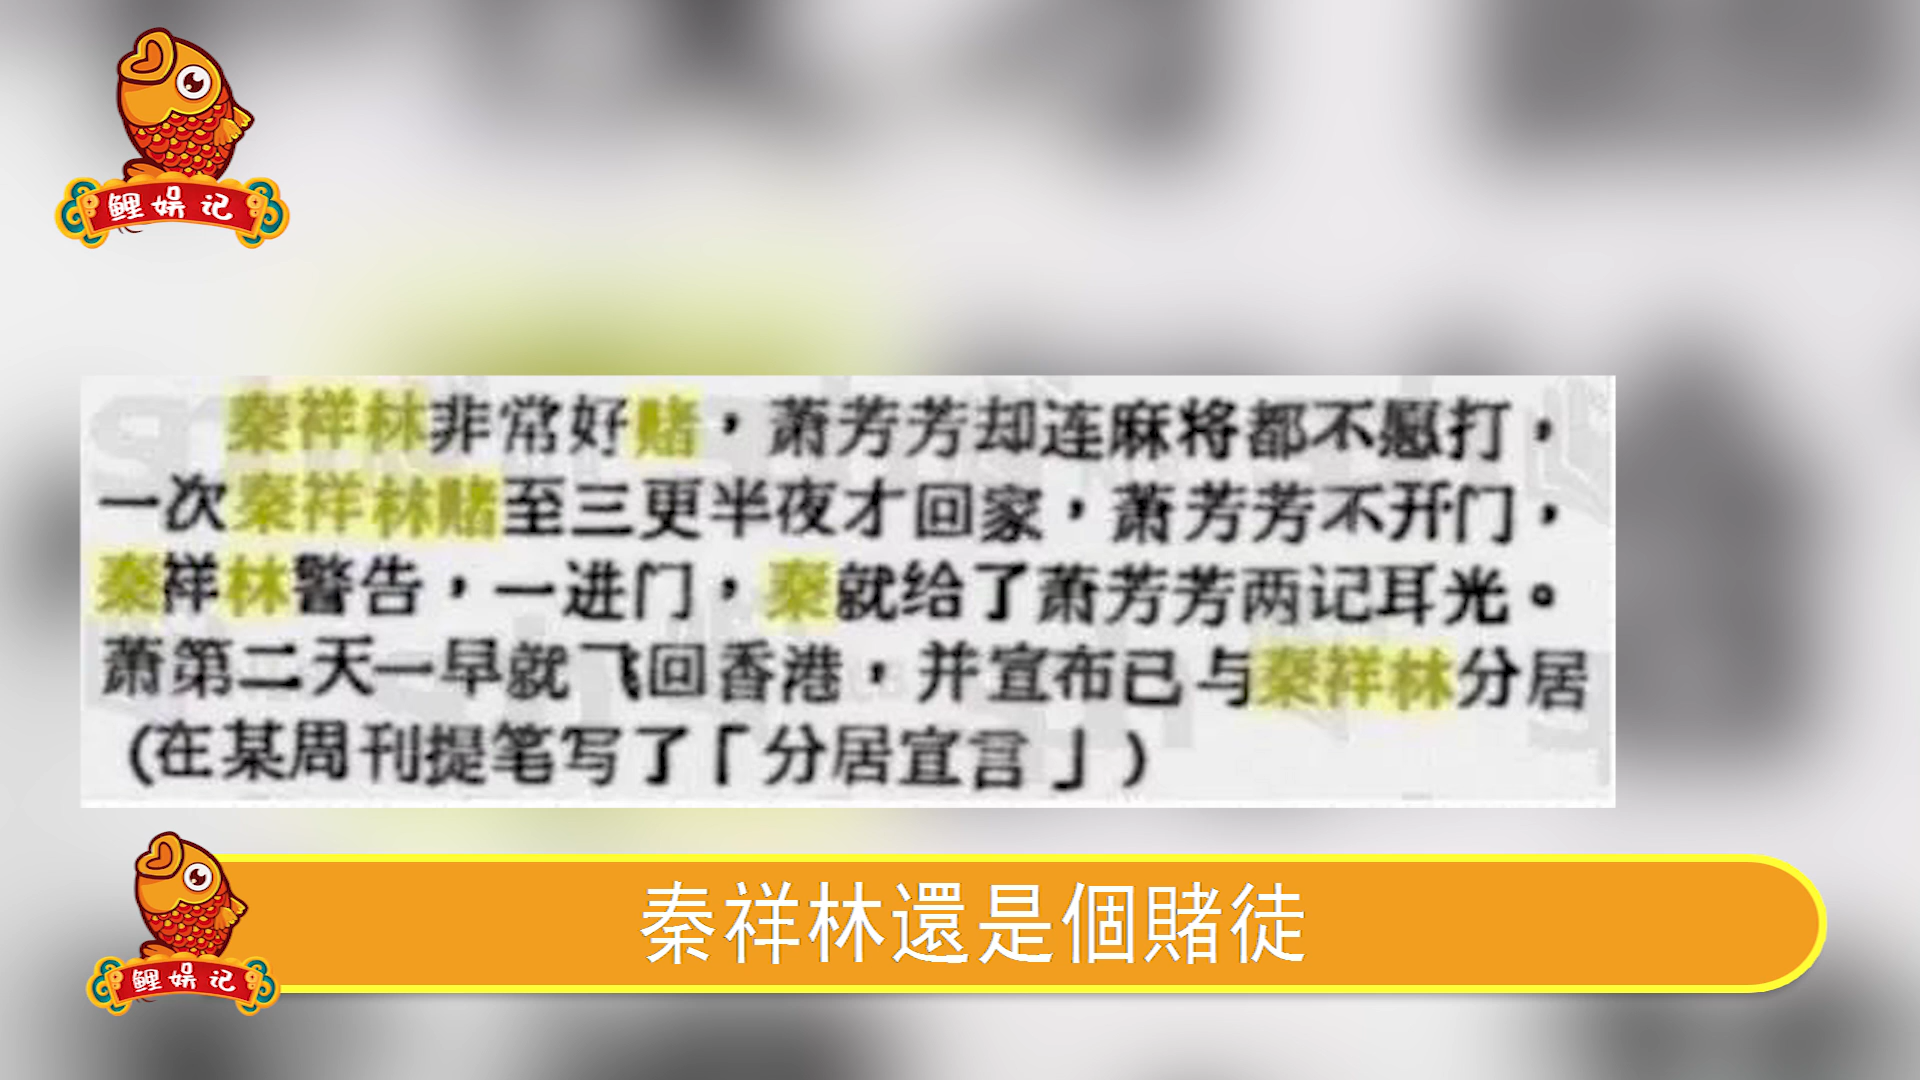 鲤娱记
秦祥林非常好赌，萧芳芳却连麻将都不愿打，
一次秦祥林赌至三更半夜才回家，萧芳芳不开门，
秦祥林警告，一进门，秦就给了萧芳芳两记耳光。
萧第二天一早就飞回香港，并宣布已与秦祥林分居
(在某周刊提笔写了「分居宣言」)
秦祥林還是個賭徒
鲤娱记